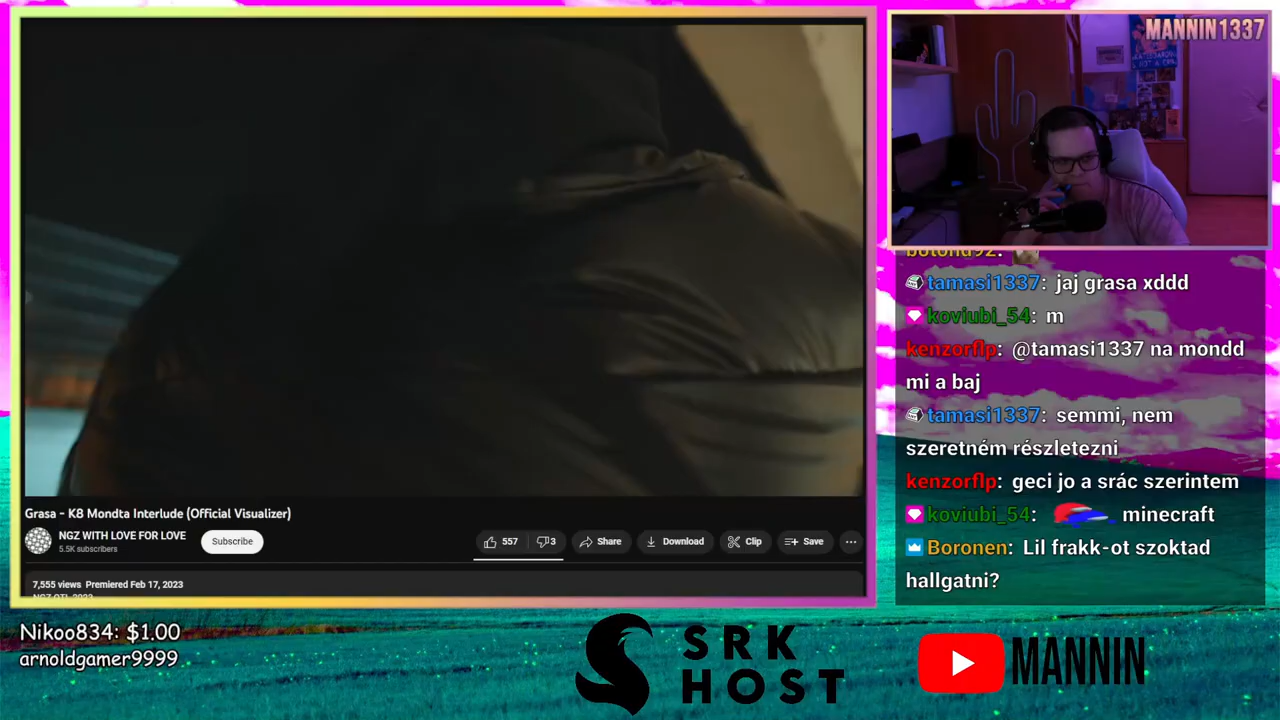 MANNIN1337
botond92:
tamasi1337: jaj grasa xddd
koviubi_54: m
kenzorflp: @tamasi1337 na mondd
mi a baj
tamasi1337: semmi, nem
szeretném részletezni
kenzorflp: geci jo a srác szerintem
koviubi_54: minecraft
Boronen: Lil frakk-ot szoktad
hallgatni?
Grasa - K8 Mondta Interlude (Official Visualizer)
NGZ WITH LOVE FOR LOVE
5.5K subscribers
Subscribe
557
3
Share
Download
Clip
Save
7,555 views Premiered Feb 17, 2023
Nikoo834: $1.00
arnoldgamer9999
SRK
HOST
MANNIN